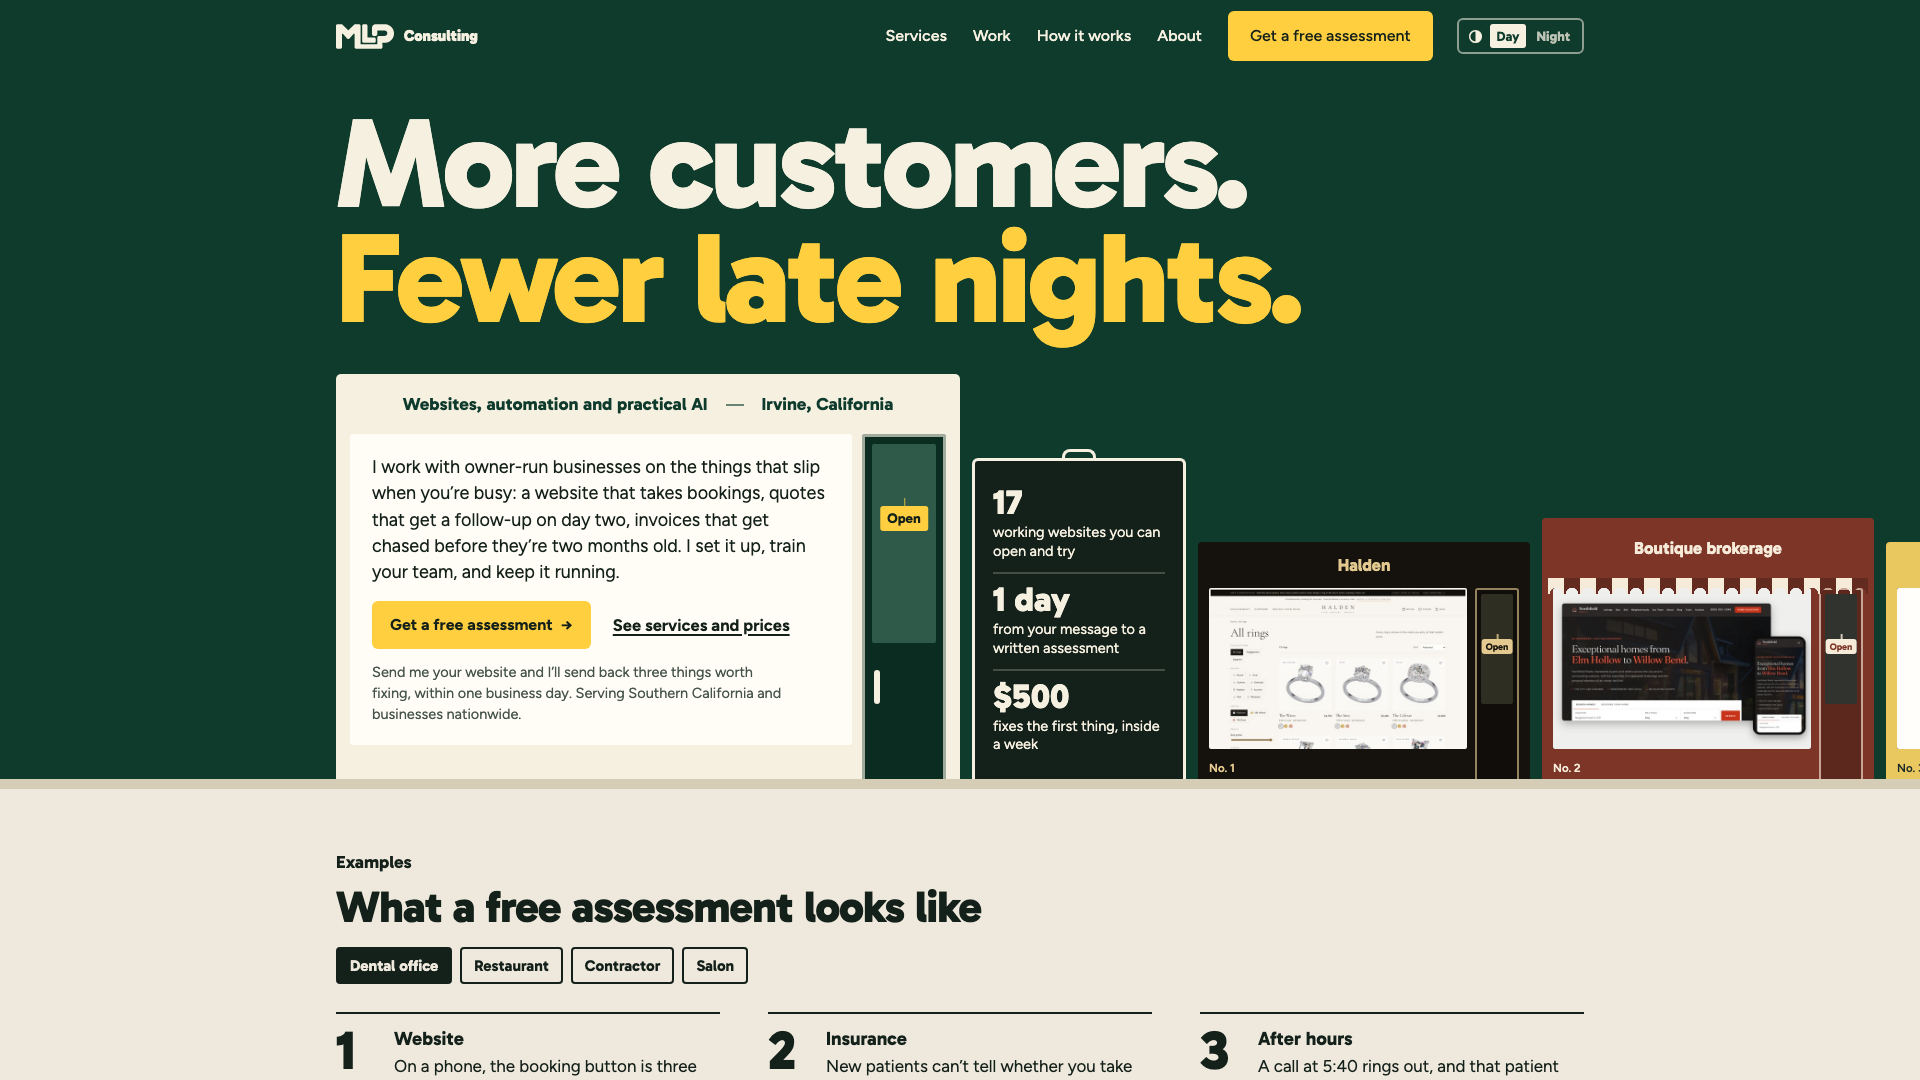 MLP Consulting
Services
Work
How it works
About
Get a free assessment
Day
Night
More customers.
Fewer late nights.
Websites, automation and practical AI — Irvine, California
I work with owner-run businesses on the things that slip
when you’re busy: a website that takes bookings, quotes
that get a follow-up on day two, invoices that get
chased before they’re two months old. I set it up, train
your team, and keep it running.
Get a free assessment →
See services and prices
Send me your website and I’ll send back three things worth
fixing, within one business day. Serving Southern California and
businesses nationwide.
Open
17
working websites you can
open and try
1 day
from your message to a
written assessment
$500
fixes the first thing, inside
a week
Halden
HALDEN
All rings
Open
No. 1
Boutique brokerage
Exceptional homes from
Elm Hollow to Willow Bend.
Open
No. 2
No.
Examples
What a free assessment looks like
Dental office
Restaurant
Contractor
Salon
1
Website
On a phone, the booking button is three
2
Insurance
New patients can’t tell whether you take
3
After hours
A call at 5:40 rings out, and that patient